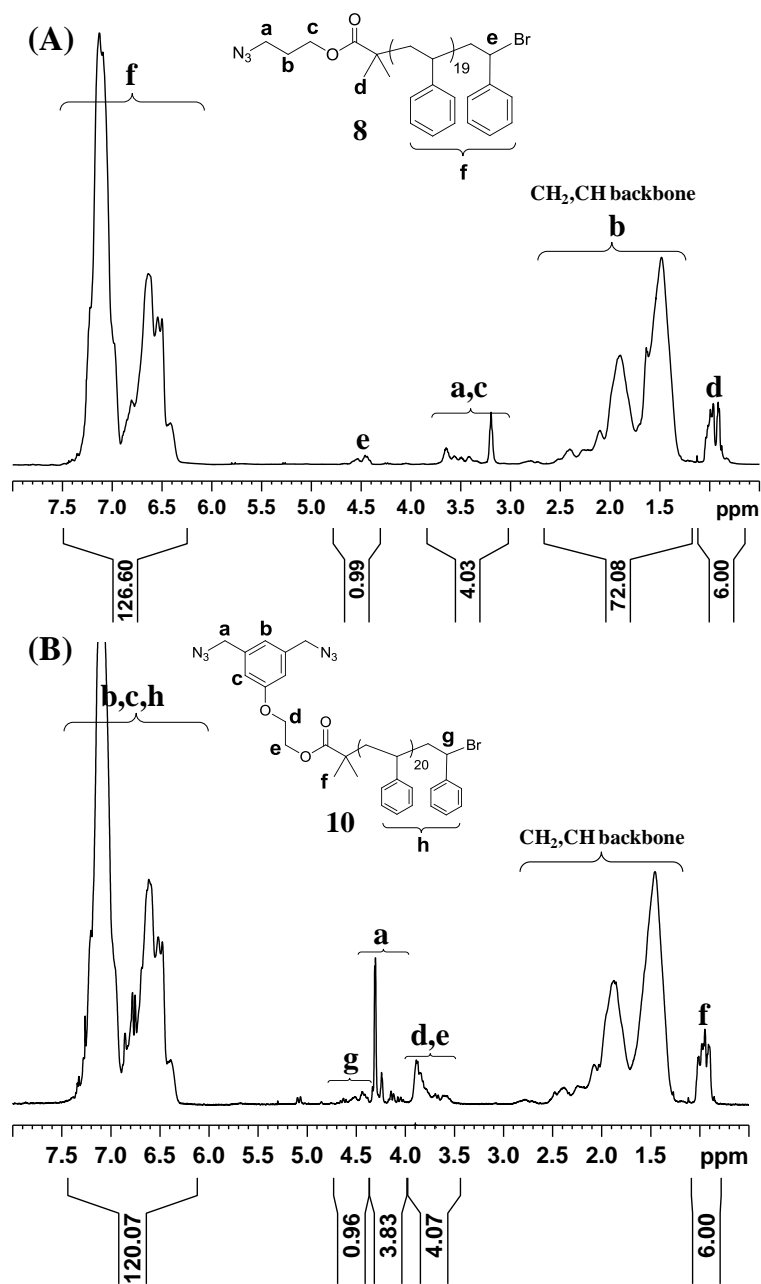 (A)
a
c
O
e
Br
N3
b
O
d
19
8
f
f
CH2,CH backbone
b
a,c
d
e
7.5 7.0 6.5 6.0 5.5 5.0 4.5 4.0 3.5 3.0 2.5 2.0 1.5 ppm
126.60 0.99 4.03 72.08 6.00
(B)
a
b
N3
N3
c
O
d
O
e
O
g
Br
f
20
10
h
b,c,h
CH2,CH backbone
a
f
d,e
g
7.5 7.0 6.5 6.0 5.5 5.0 4.5 4.0 3.5 3.0 2.5 2.0 1.5 ppm
120.07 0.96 3.83 4.07 6.00